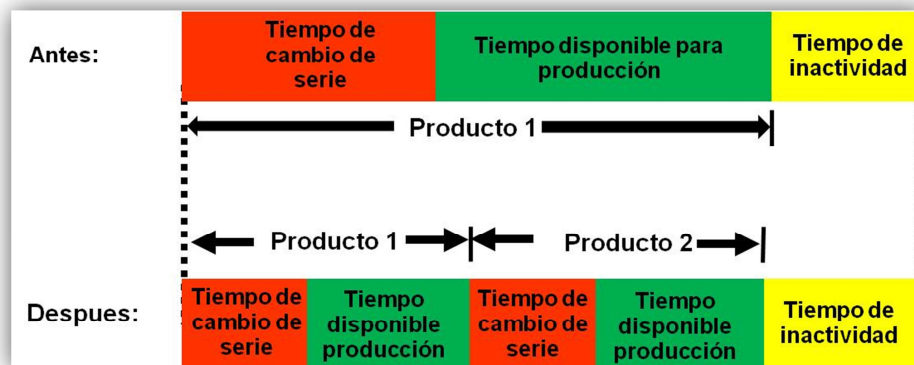 Antes:
Tiempo de
cambio de
serie
Tiempo disponible para
producción
Tiempo de
inactividad
Producto 1
Producto 1
Producto 2
Despues:
Tiempo de
cambio de
serie
Tiempo
disponible
producción
Tiempo de
cambio de
serie
Tiempo
disponible
producción
Tiempo de
inactividad